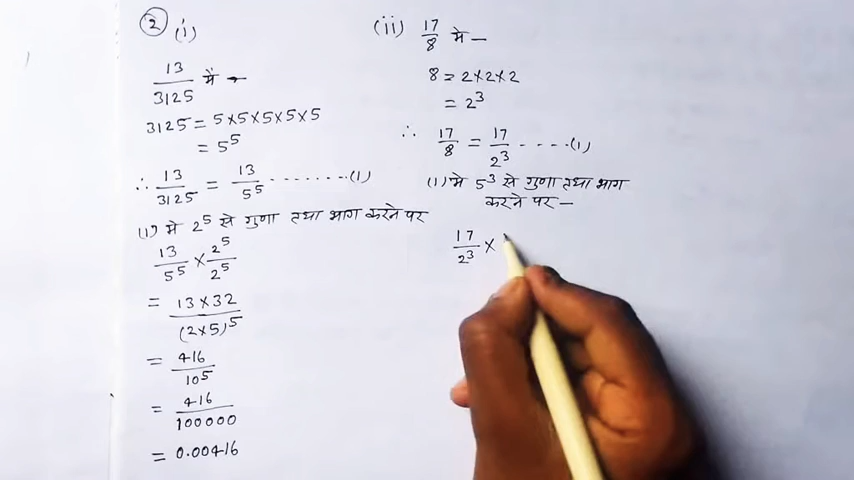 ② (i)
13/3125 में -
3125 = 5×5×5×5×5
= 5⁵
∴ 13/3125 = 13/5⁵ ........(1)
(1) मे 2⁵ से गुणा तथा भाग करने पर
13/5⁵ × 2⁵/2⁵
= 13×32/(2×5)⁵
= 416/10⁵
= 416/100000
= 0.00416
(ii) 17/8 मे —
8 = 2×2×2
= 2³
∴ 17/8 = 17/2³ ....(1)
(1) मे 5³ से गुणा तथा भाग
करने पर —
17/2³ ×